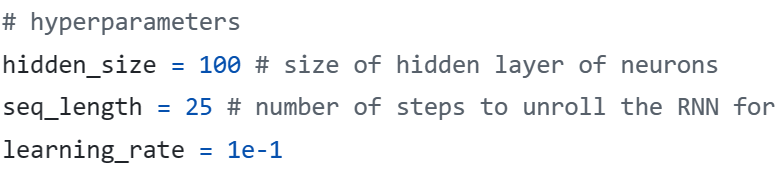 # hyperparameters
hidden_size = 100 # size of hidden layer of neurons
seq_length = 25 # number of steps to unroll the RNN for
learning_rate = 1e-1